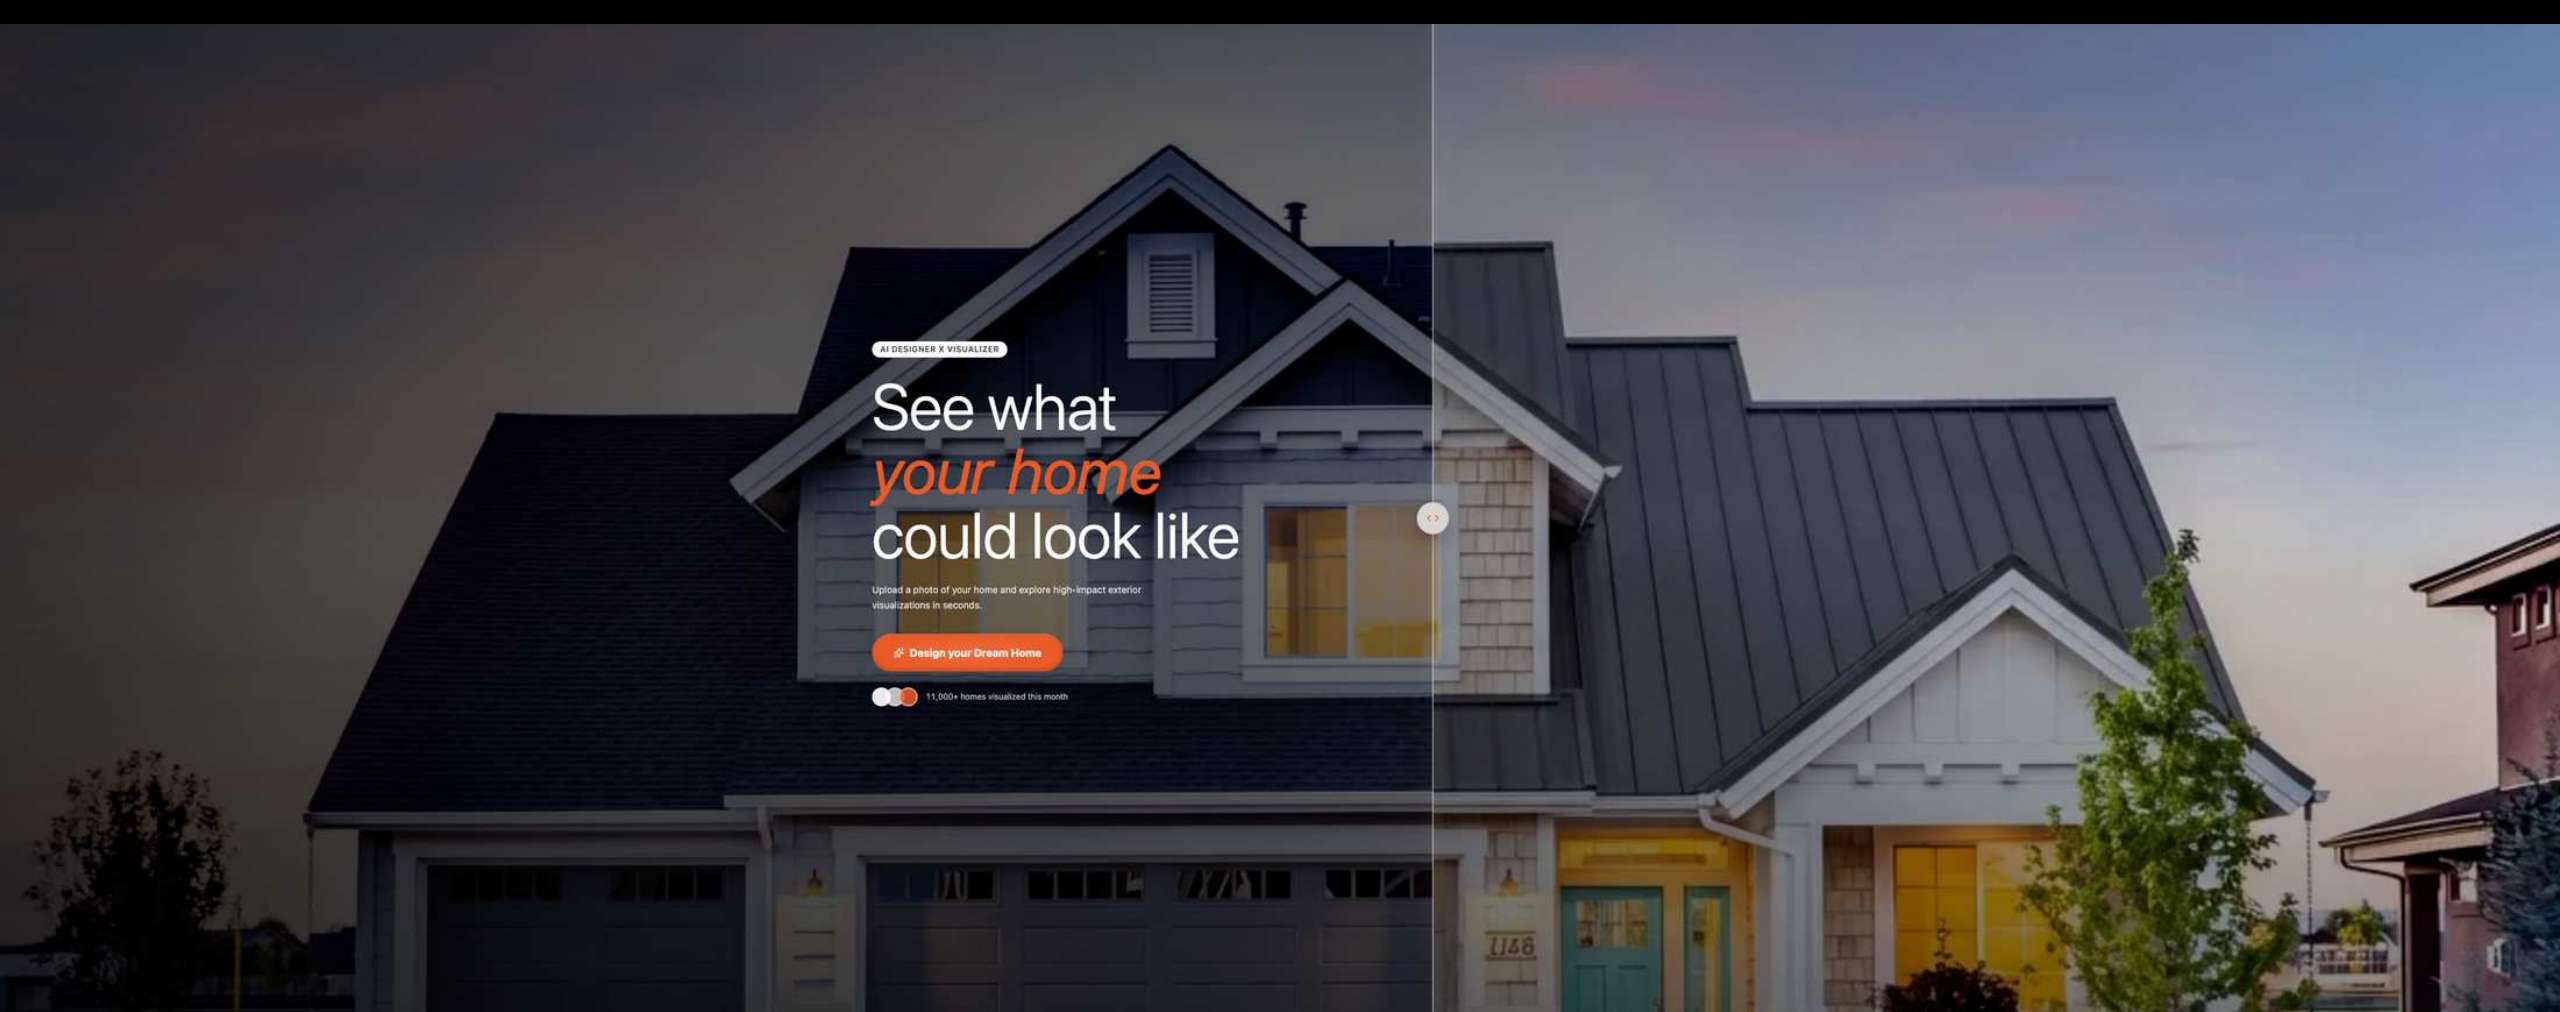 AI DESIGNER X VISUALIZER
See what
your home
could look like
Upload a photo of your home and explore high-impact exterior
visualizations in seconds.
Design your Dream Home
11,000+ homes visualized this month
1146